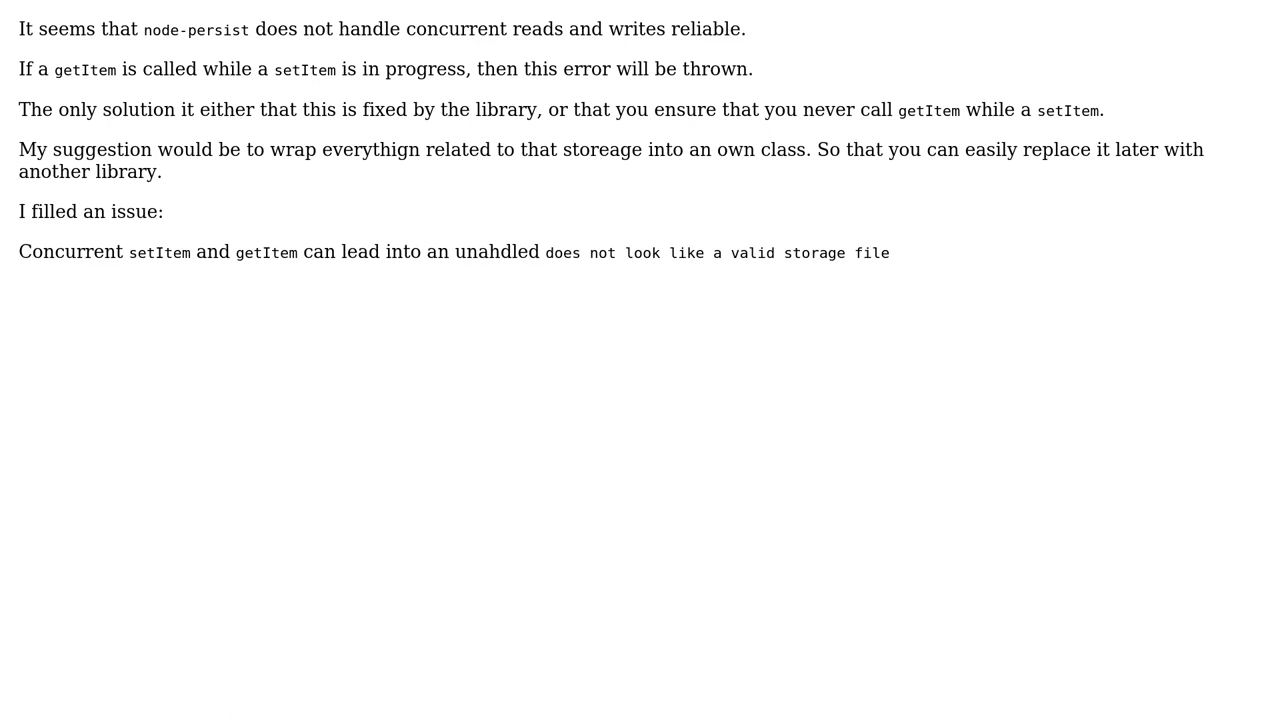 It seems that node-persist does not handle concurrent reads and writes reliable.
If a getItem is called while a setItem is in progress, then this error will be thrown.
The only solution it either that this is fixed by the library, or that you ensure that you never call getItem while a setItem.
My suggestion would be to wrap everythign related to that storeage into an own class. So that you can easily replace it later with
another library.
I filled an issue:
Concurrent setItem and getItem can lead into an unahdled does not look like a valid storage file